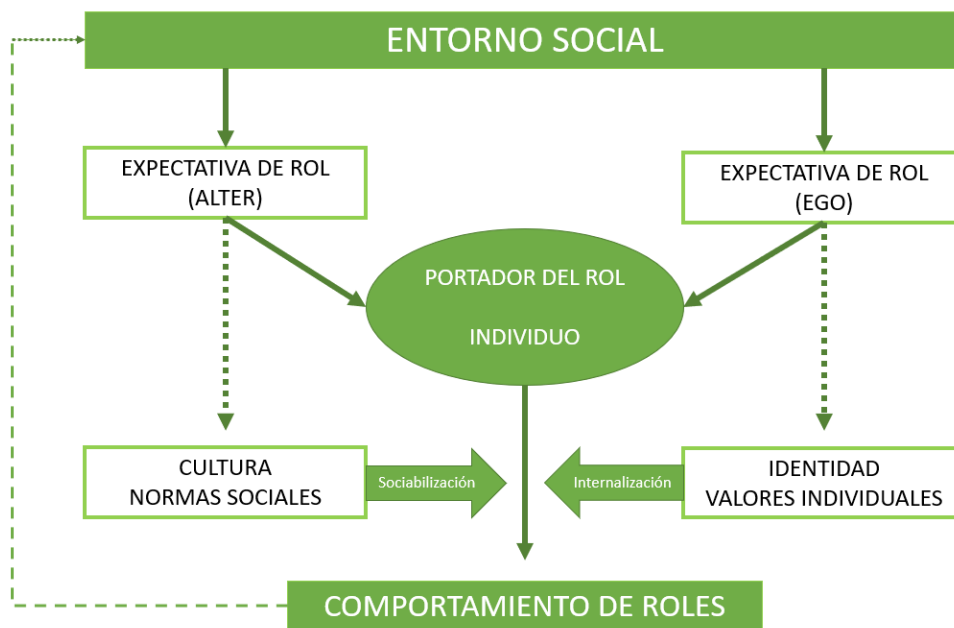 ENTORNO SOCIAL
EXPECTATIVA DE ROL
(ALTER)
EXPECTATIVA DE ROL
(EGO)
PORTADOR DEL ROL
INDIVIDUO
CULTURA
NORMAS SOCIALES
Sociabilización
Internalización
IDENTIDAD
VALORES INDIVIDUALES
COMPORTAMIENTO DE ROLES